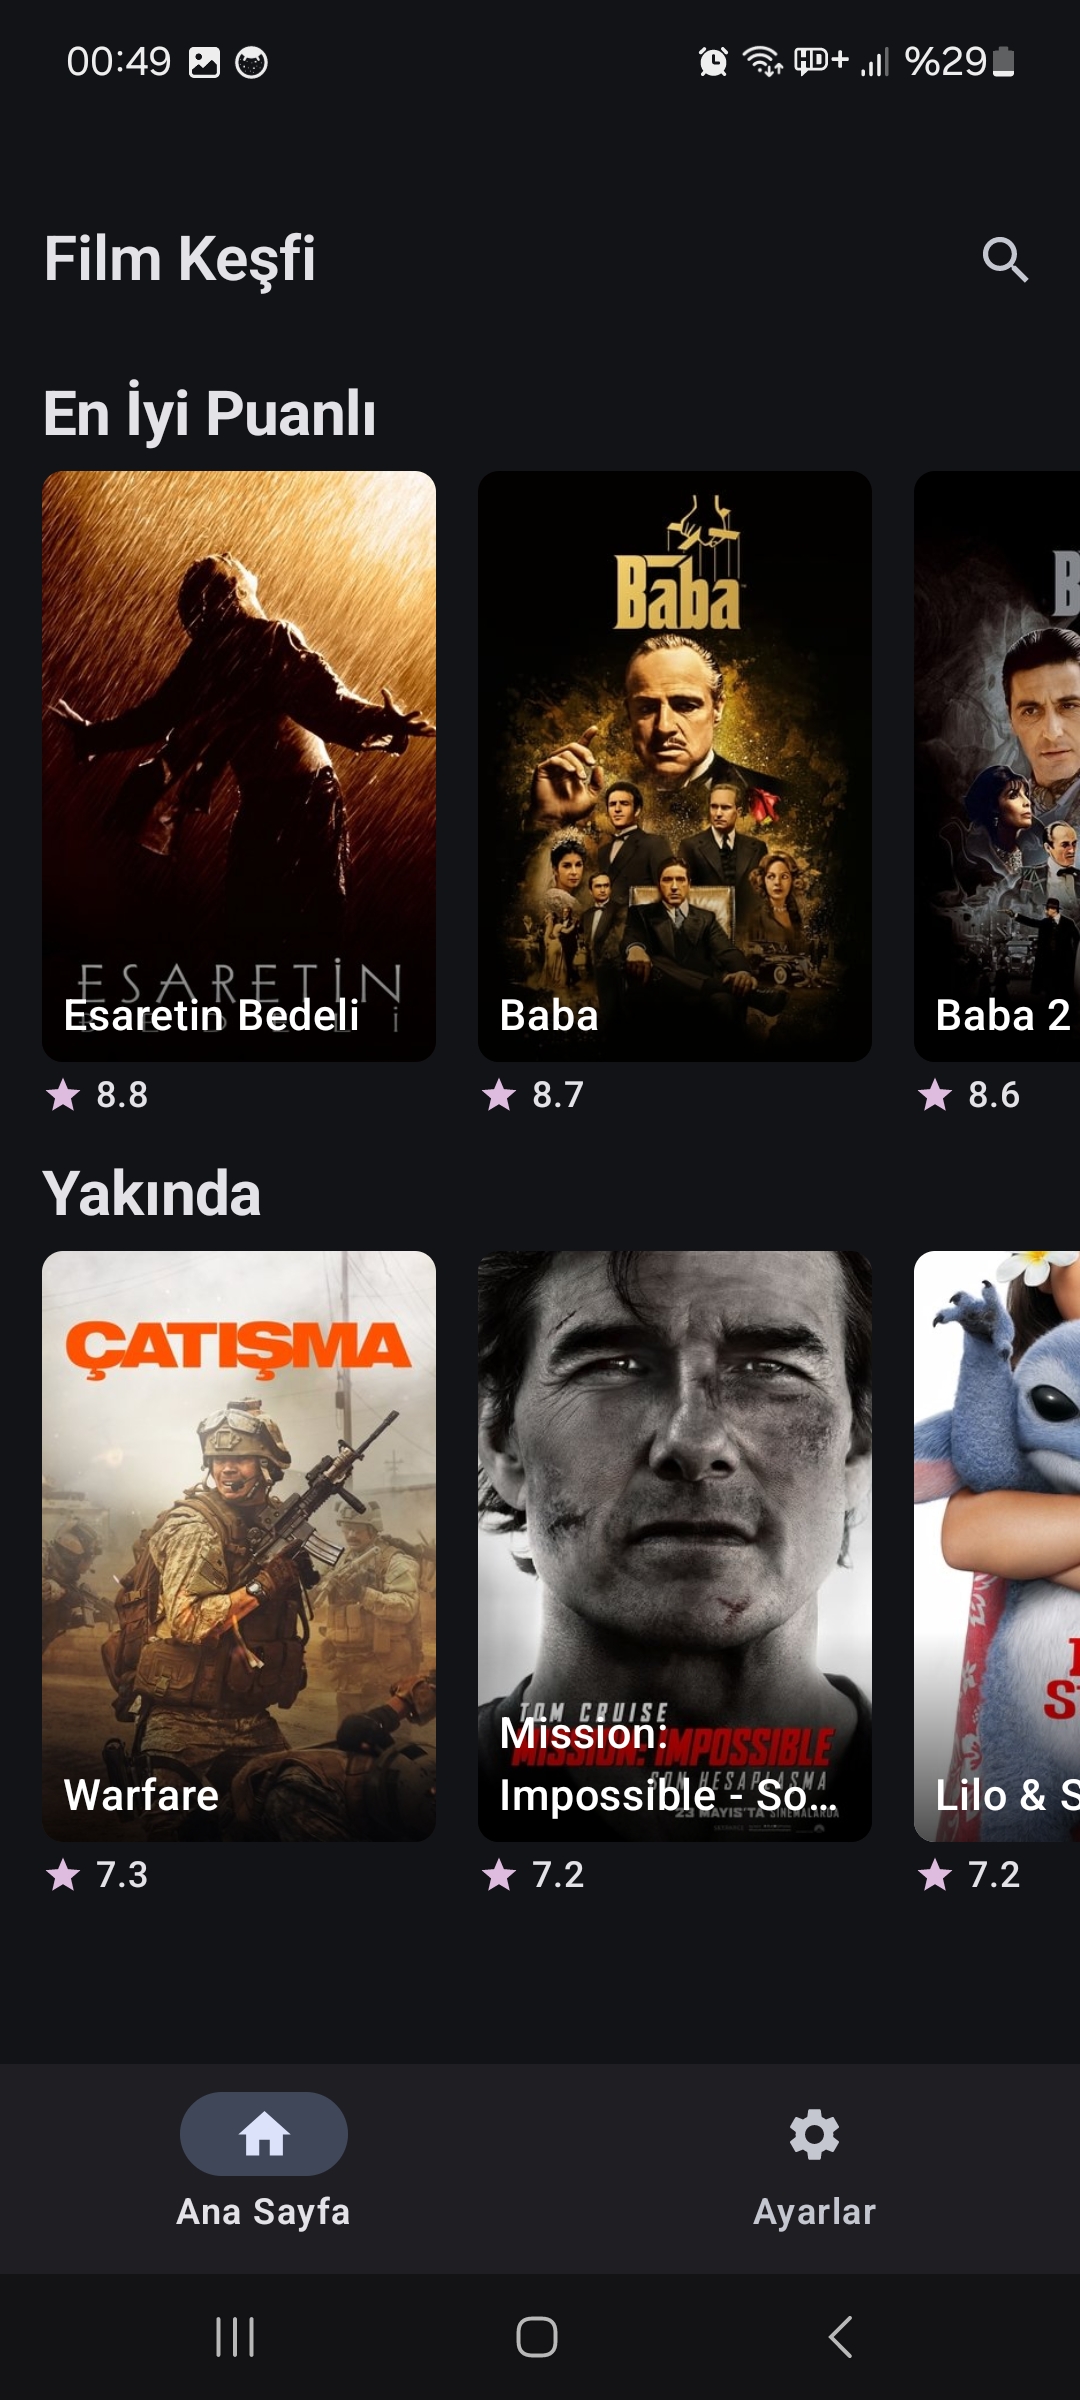 00:49
HD+
%29
Film Keşfi
En İyi Puanlı
Baba
ESARETİN
Esaretin Bedeli
Baba
Baba 2
8.8
8.7
8.6
Yakında
ÇATIŞMA
TOM CRUISE
MISSION: IMPOSSIBLE
SON HESAPLAŞMA
23 MAYIS'TA SİNEMALARDA
Warfare
Mission:
Impossible - So...
Lilo & S
7.3
7.2
7.2
Ana Sayfa
Ayarlar